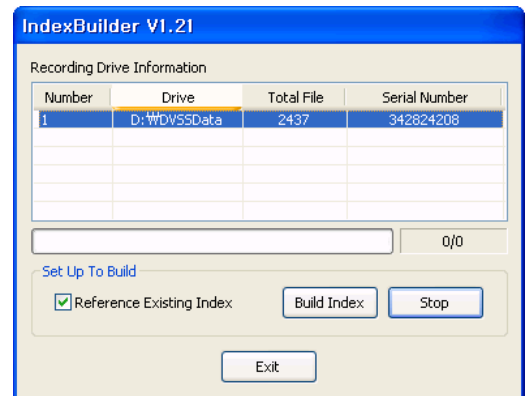 IndexBuilder V1.21
Recording Drive Information
Number Drive Total File Serial Number
1 D:₩DVSSData 2437 342824208
0/0
Set Up To Build
Reference Existing Index Build Index Stop
Exit